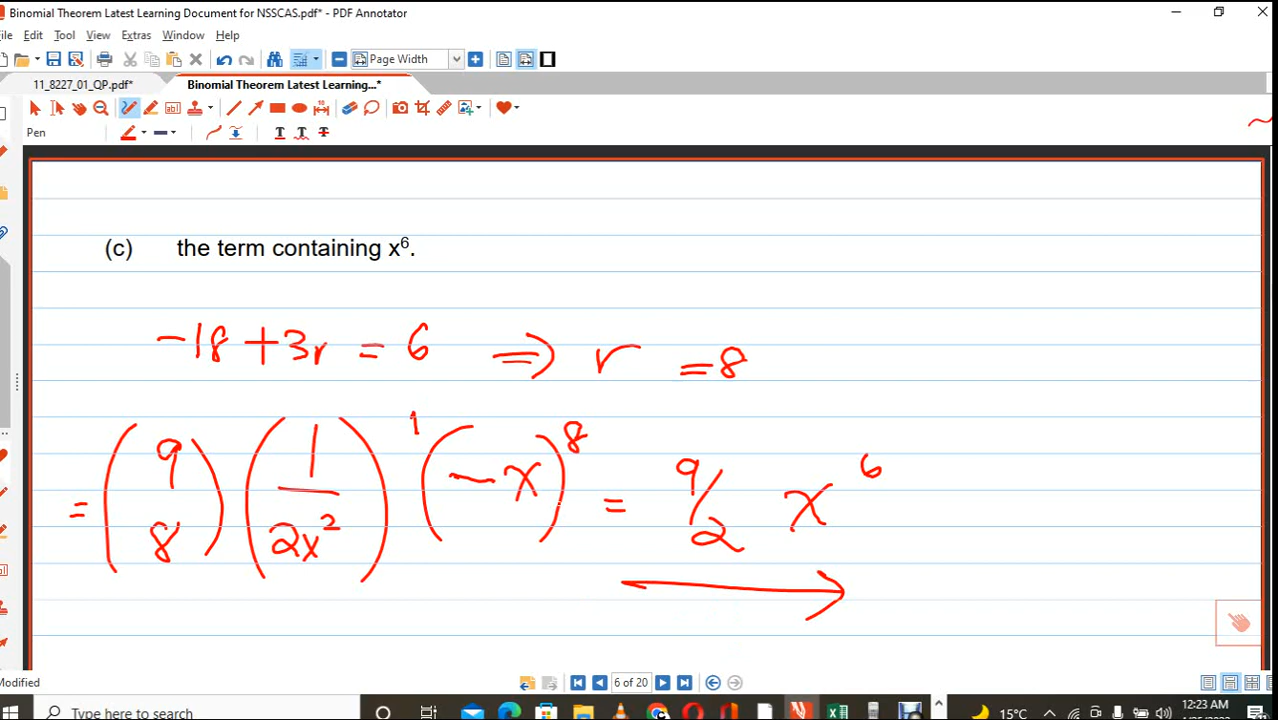 Binomial Theorem Latest Learning Document for NSSCAS.pdf* - PDF Annotator
ile Edit Tool View Extras Window Help
Page Width
11_8227_01_QP.pdf* Binomial Theorem Latest Learning...*
Pen
(c) the term containing x⁶.
-18 + 3r = 6 ⇒ r = 8
= (9 8) (1/2x²)¹ (-x)⁸ = 9/2 x⁶
Modified 6 of 20
12:23 AM
Type here to search 15°C